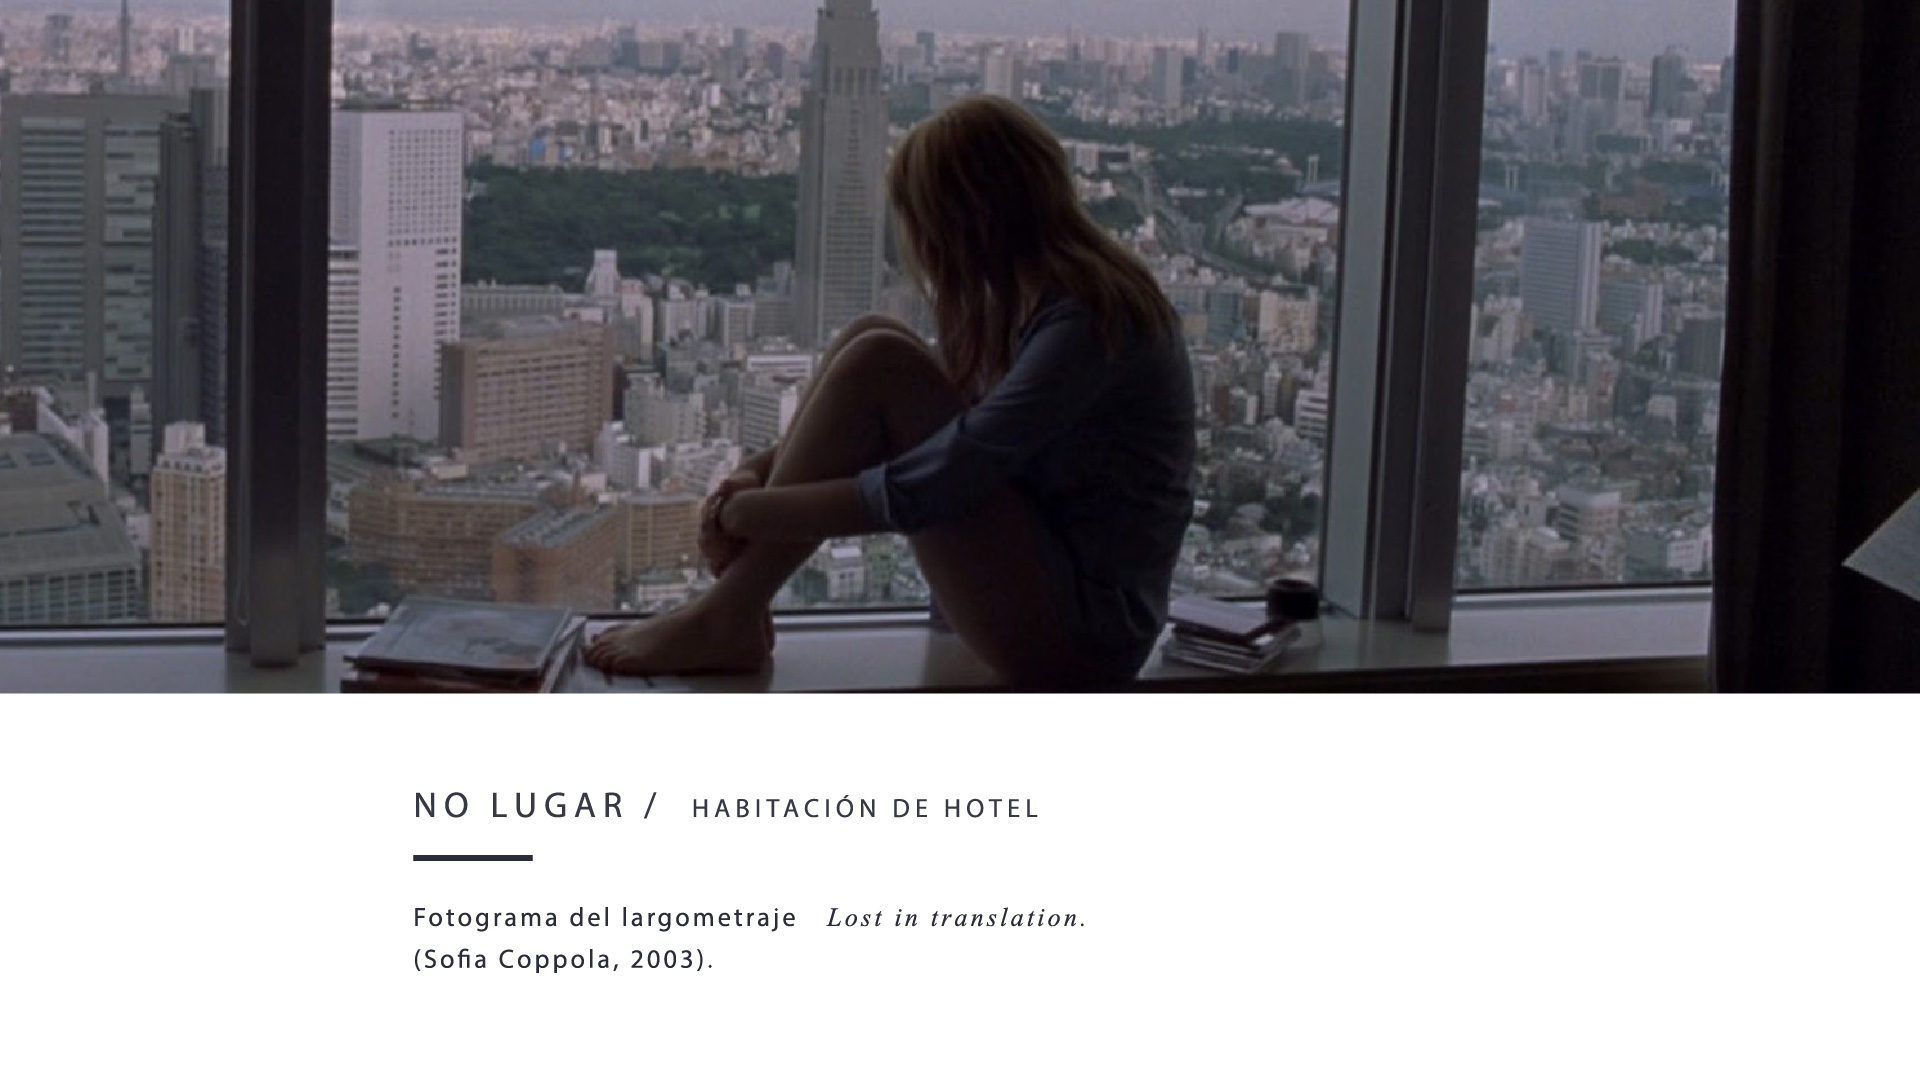 NO LUGAR / HABITACIÓN DE HOTEL
Fotograma del largometraje Lost in translation.
(Sofia Coppola, 2003).